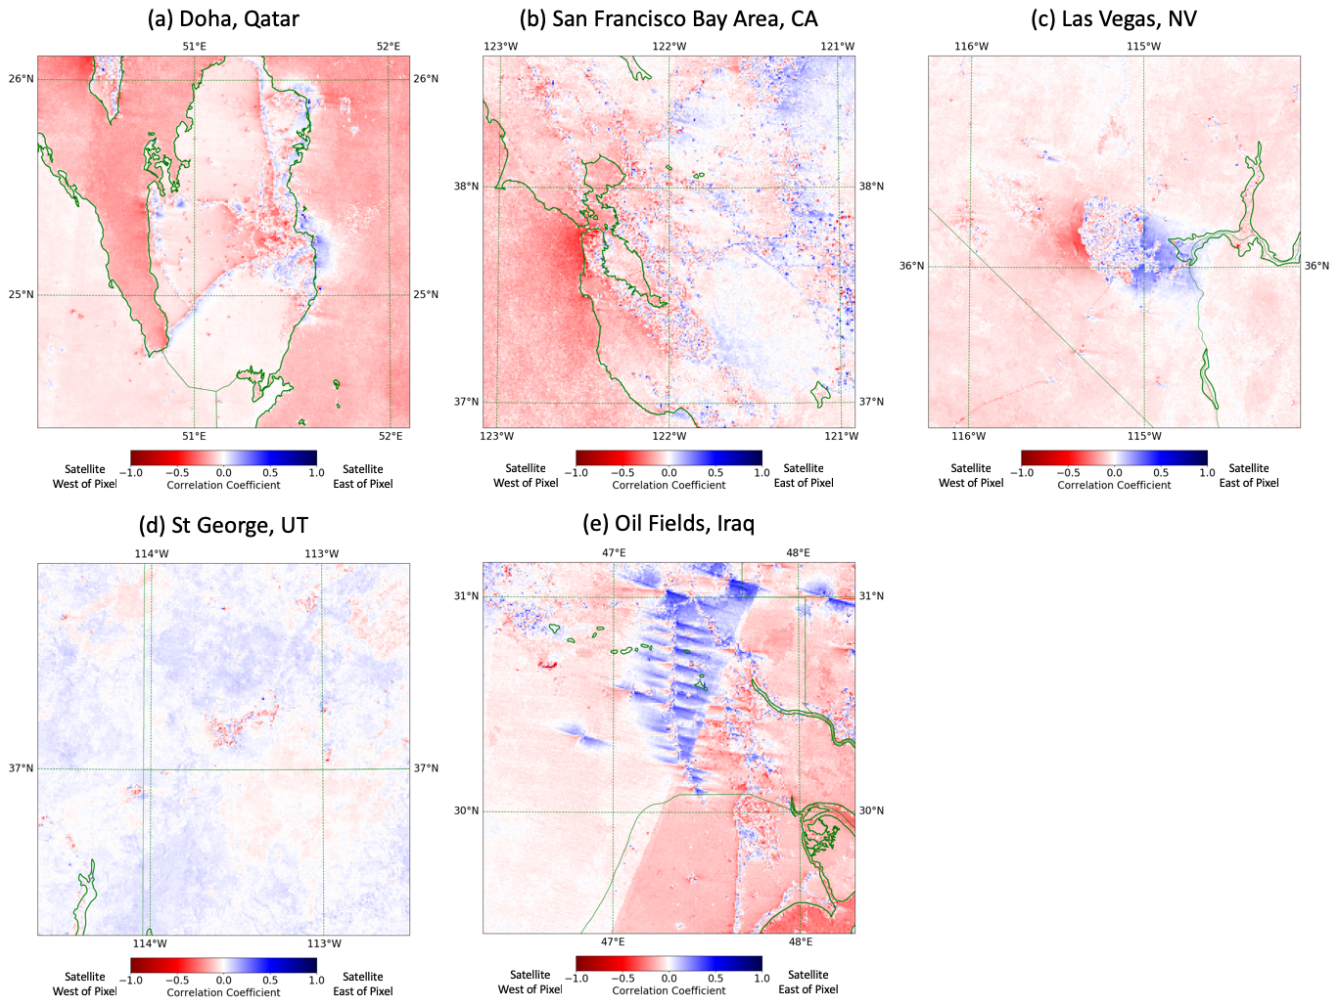 (a) Doha, Qatar
(b) San Francisco Bay Area, CA
(c) Las Vegas, NV
51°E 52°E
123°W 122°W 121°W
116°W 115°W
26°N 26°N
38°N 38°N
36°N 36°N
25°N 25°N
37°N 37°N
51°E 52°E
123°W 122°W 121°W
116°W 115°W
Satellite West of Pixel
−1.0 −0.5 0.0 0.5 1.0
Correlation Coefficient
Satellite East of Pixel
Satellite West of Pixel
−1.0 −0.5 0.0 0.5 1.0
Correlation Coefficient
Satellite East of Pixel
Satellite West of Pixel
−1.0 −0.5 0.0 0.5 1.0
Correlation Coefficient
Satellite East of Pixel
(d) St George, UT
(e) Oil Fields, Iraq
114°W 113°W
47°E 48°E
31°N 31°N
37°N 37°N
30°N 30°N
114°W 113°W
47°E 48°E
Satellite West of Pixel
−1.0 −0.5 0.0 0.5 1.0
Correlation Coefficient
Satellite East of Pixel
Satellite West of Pixel
−1.0 −0.5 0.0 0.5 1.0
Correlation Coefficient
Satellite East of Pixel